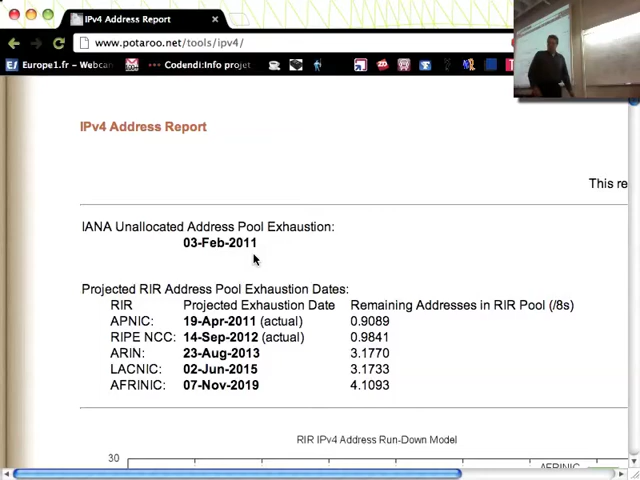 IPv4 Address Report
www.potaroo.net/tools/ipv4/
Europe1.fr – Webcam
100+
Codendi:Info projet
IPv4 Address Report
This re
IANA Unallocated Address Pool Exhaustion:
03-Feb-2011
Projected RIR Address Pool Exhaustion Dates:
RIR Projected Exhaustion Date Remaining Addresses in RIR Pool (/8s)
APNIC: 19-Apr-2011 (actual) 0.9089
RIPE NCC: 14-Sep-2012 (actual) 0.9841
ARIN: 23-Aug-2013 3.1770
LACNIC: 02-Jun-2015 3.1733
AFRINIC: 07-Nov-2019 4.1093
RIR IPv4 Address Run-Down Model
30
AFRINIC